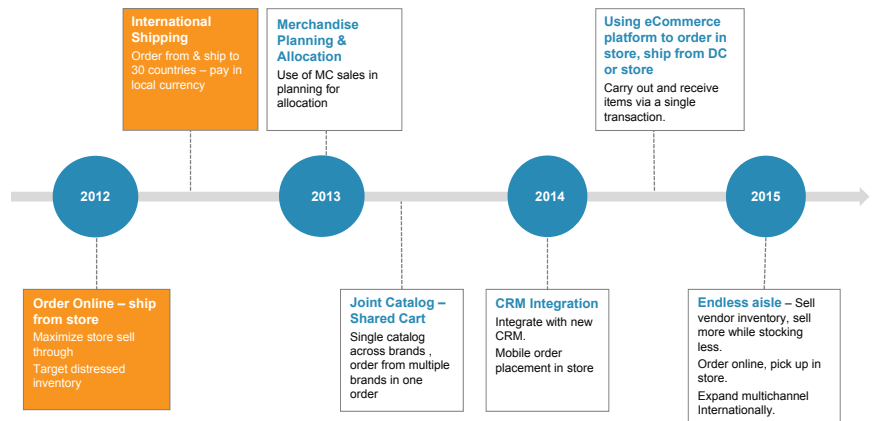 International
Shipping
Order from & ship to
30 countries – pay in
local currency
Merchandise
Planning &
Allocation
Use of MC sales in
planning for
allocation
Using eCommerce
platform to order in
store, ship from DC
or store
Carry out and receive
items via a single
transaction.
2012
2013
2014
2015
Order Online – ship
from store
Maximize store sell
through
Target distressed
inventory
Joint Catalog –
Shared Cart
Single catalog
across brands ,
order from multiple
brands in one
order
CRM Integration
Integrate with new
CRM.
Mobile order
placement in store
Endless aisle – Sell
vendor inventory, sell
more while stocking
less.
Order online, pick up in
store.
Expand multichannel
Internationally.